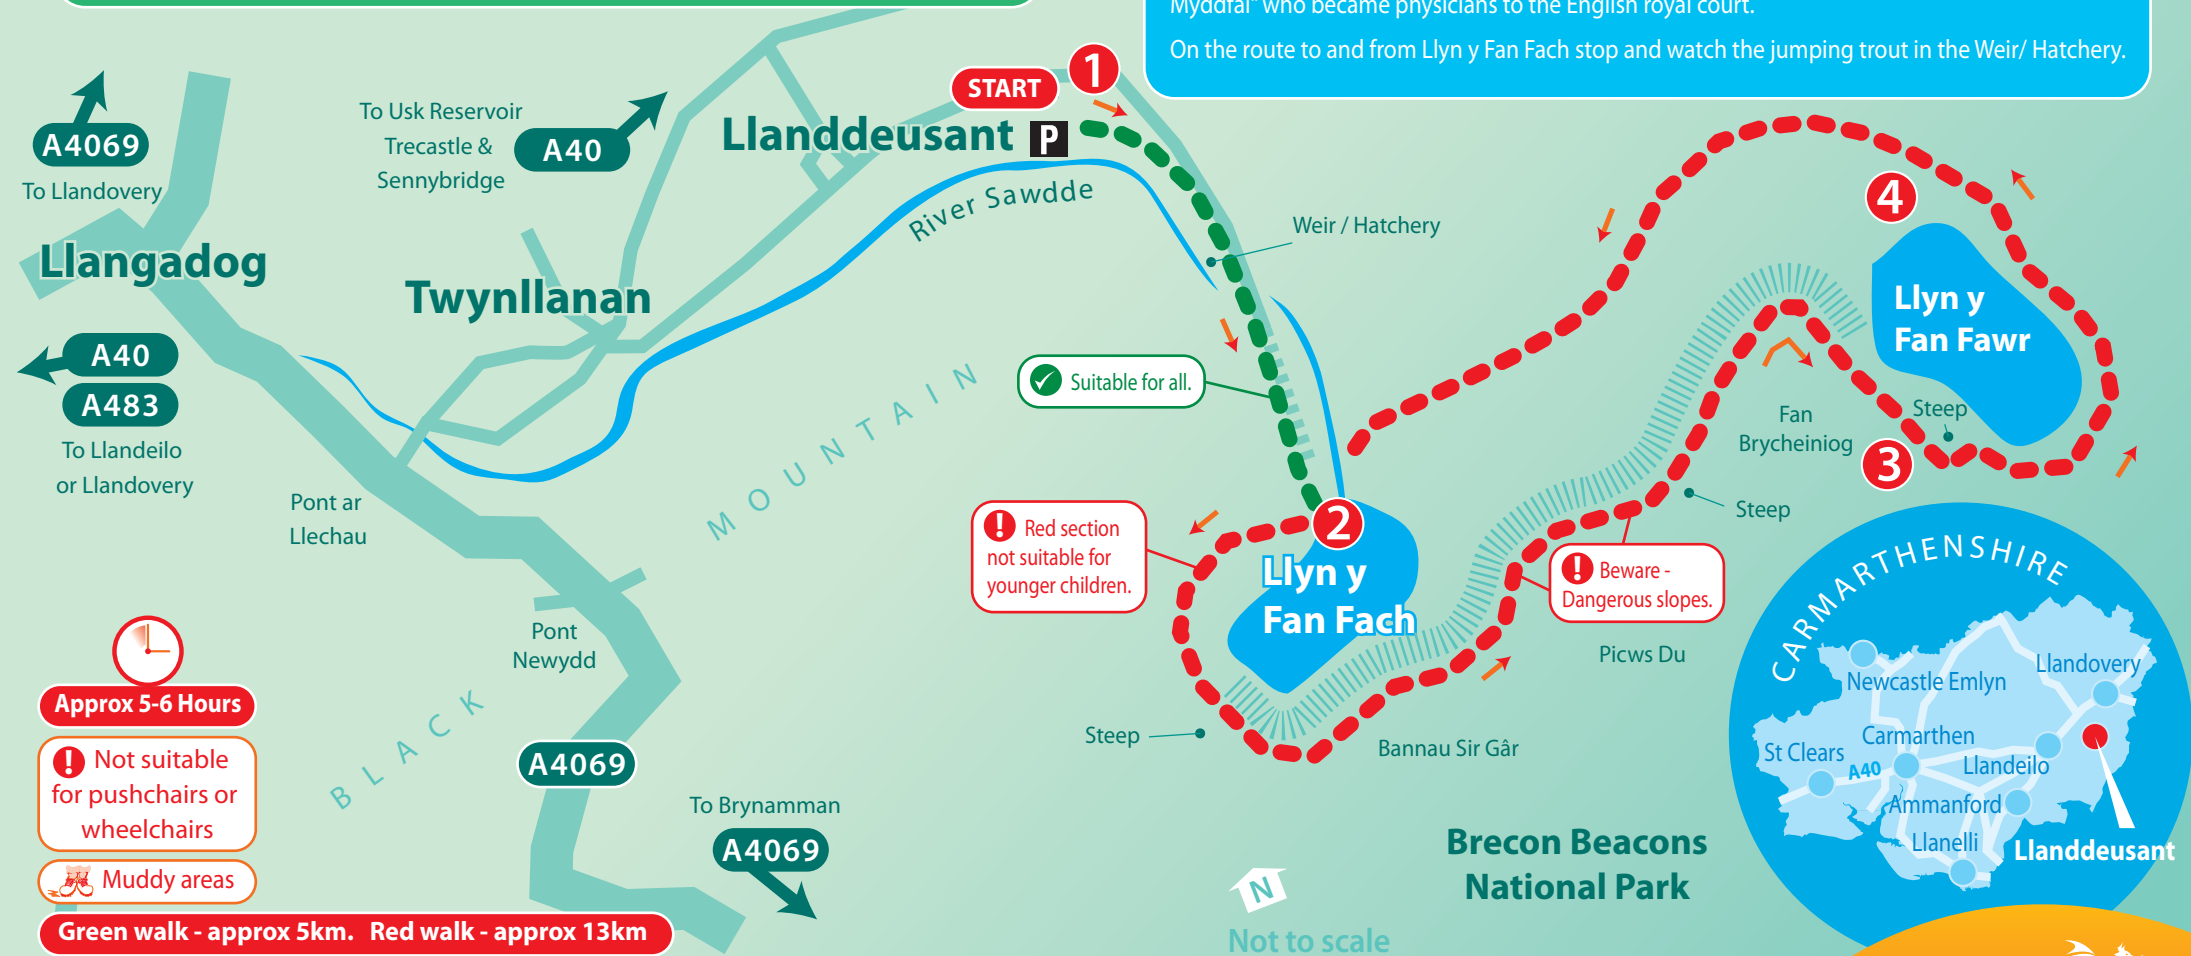 Myddfai" who became physicians to the English royal court.
On the route to and from Llyn y Fan Fach stop and watch the jumping trout in the Weir/ Hatchery.
START
1
A4069
To Llandovery
To Usk Reservoir
Trecastle &
Sennybridge
A40
Llanddeusant P
River Sawdde
Weir / Hatchery
4
Llangadog
Twynllanan
Llyn y
Fan Fawr
A40
A483
To Llandeilo
or Llandovery
Suitable for all.
Fan
Brycheiniog
Steep
3
Pont ar
Llechau
BLACK MOUNTAIN
Red section
not suitable for
younger children.
2
Llyn y
Fan Fach
Steep
Beware -
Dangerous slopes.
Picws Du
Pont
Newydd
Steep
Bannau Sir Gâr
Approx 5-6 Hours
Not suitable
for pushchairs or
wheelchairs
Muddy areas
A4069
To Brynamman
A4069
Green walk - approx 5km. Red walk - approx 13km
N
Not to scale
Brecon Beacons
National Park
CARMARTHENSHIRE
Llandovery
Newcastle Emlyn
Carmarthen
St Clears
A40
Llandeilo
Ammanford
Llanelli
Llanddeusant